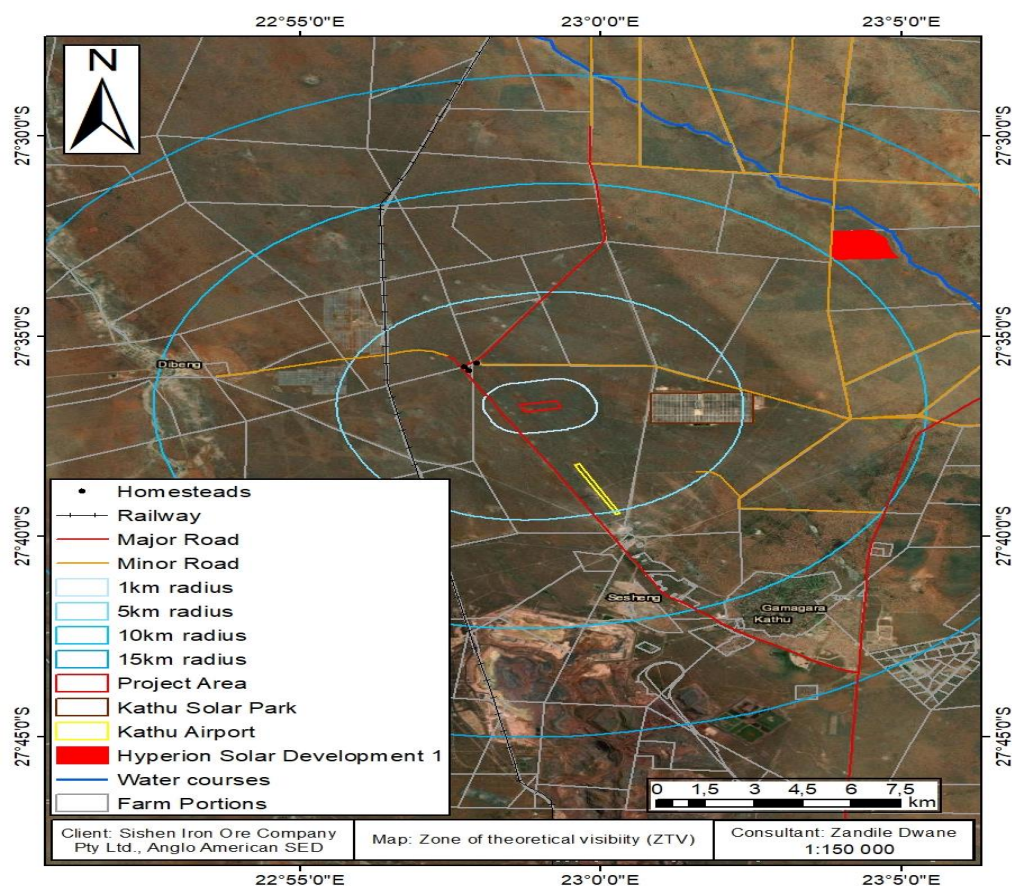 22°55'0"E 23°0'0"E 23°5'0"E
N
27°30'0"S 27°30'0"S
27°35'0"S 27°35'0"S
Dibeng
27°40'0"S 27°40'0"S
Sesheng
Gamagara
Kathu
27°45'0"S 27°45'0"S
Homesteads
Railway
Major Road
Minor Road
1km radius
5km radius
10km radius
15km radius
Project Area
Kathu Solar Park
Kathu Airport
Hyperion Solar Development 1
Water courses
Farm Portions
0 1,5 3 4,5 6 7,5
km
Client: Sishen Iron Ore Company
Pty Ltd., Anglo American SED
Map: Zone of theoretical visibiity (ZTV)
Consultant: Zandile Dwane
1:150 000
22°55'0"E 23°0'0"E 23°5'0"E